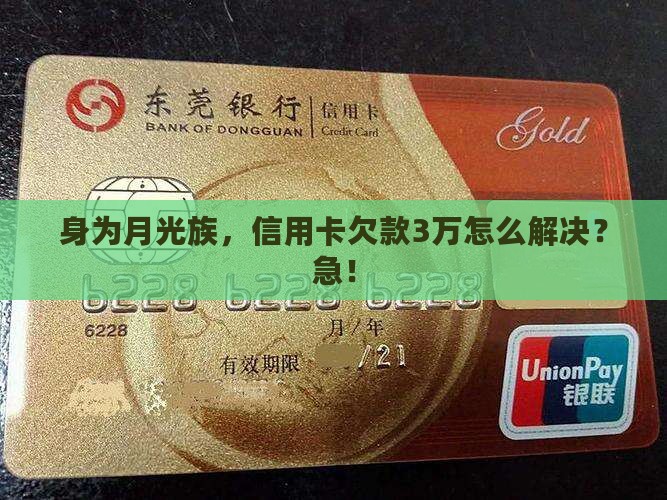 东莞银行 信用卡
BANK OF DONGGUAN Credit Card
Gold
身为月光族，信用卡欠款3万怎么解决？
急！
6228 6228 6228
6228
月/年
有效期限 /21
UnionPay
银联